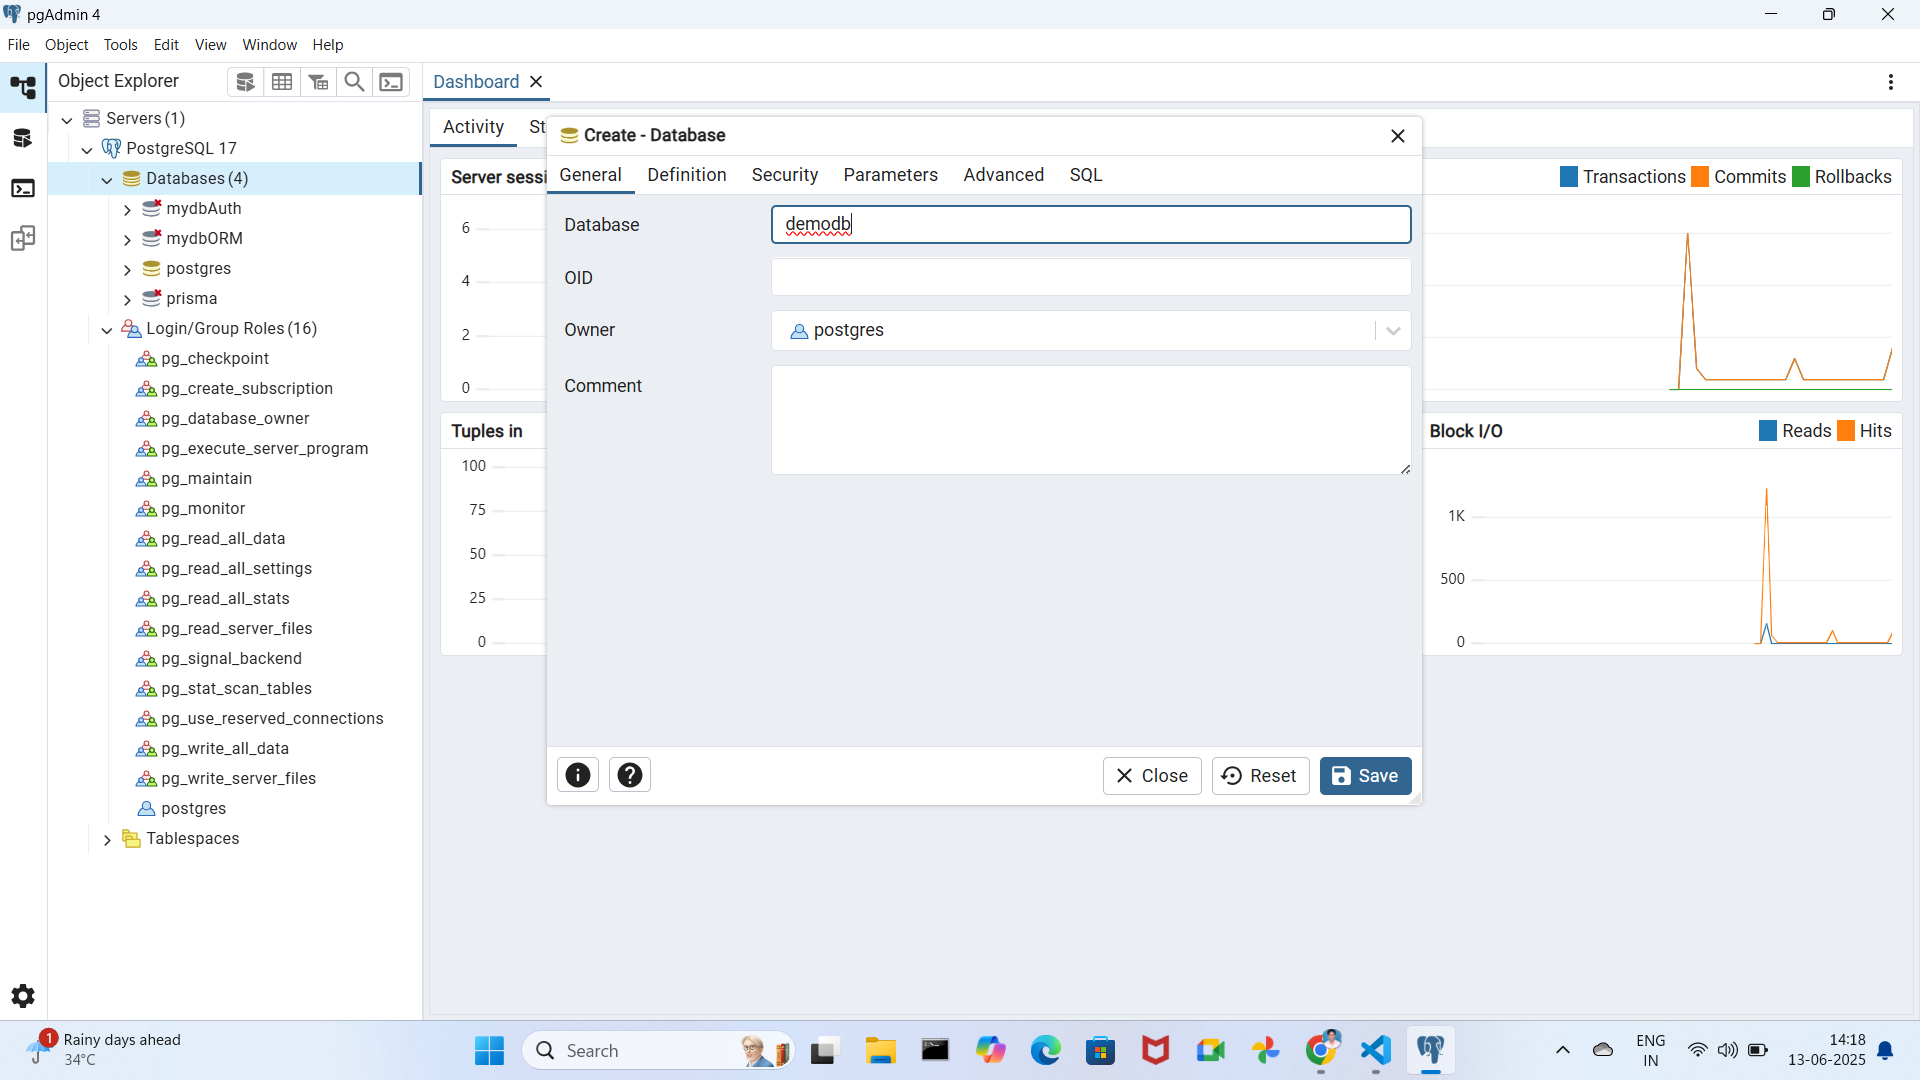 pgAdmin 4
File Object Tools Edit View Window Help
Object Explorer
Servers (1)
PostgreSQL 17
Databases (4)
mydbAuth
mydbORM
postgres
prisma
Login/Group Roles (16)
pg_checkpoint
pg_create_subscription
pg_database_owner
pg_execute_server_program
pg_maintain
pg_monitor
pg_read_all_data
pg_read_all_settings
pg_read_all_stats
pg_read_server_files
pg_signal_backend
pg_stat_scan_tables
pg_use_reserved_connections
pg_write_all_data
pg_write_server_files
postgres
Tablespaces
Dashboard
Activity St
Server sessi
6
4
2
0
Tuples in
100
75
50
25
0
Create - Database
General Definition Security Parameters Advanced SQL
Database demodb
OID
Owner postgres
Comment
Close Reset Save
Transactions Commits Rollbacks
Block I/O Reads Hits
1K
500
0
1
Rainy days ahead
34°C
Search
ENG
IN
14:18
13-06-2025